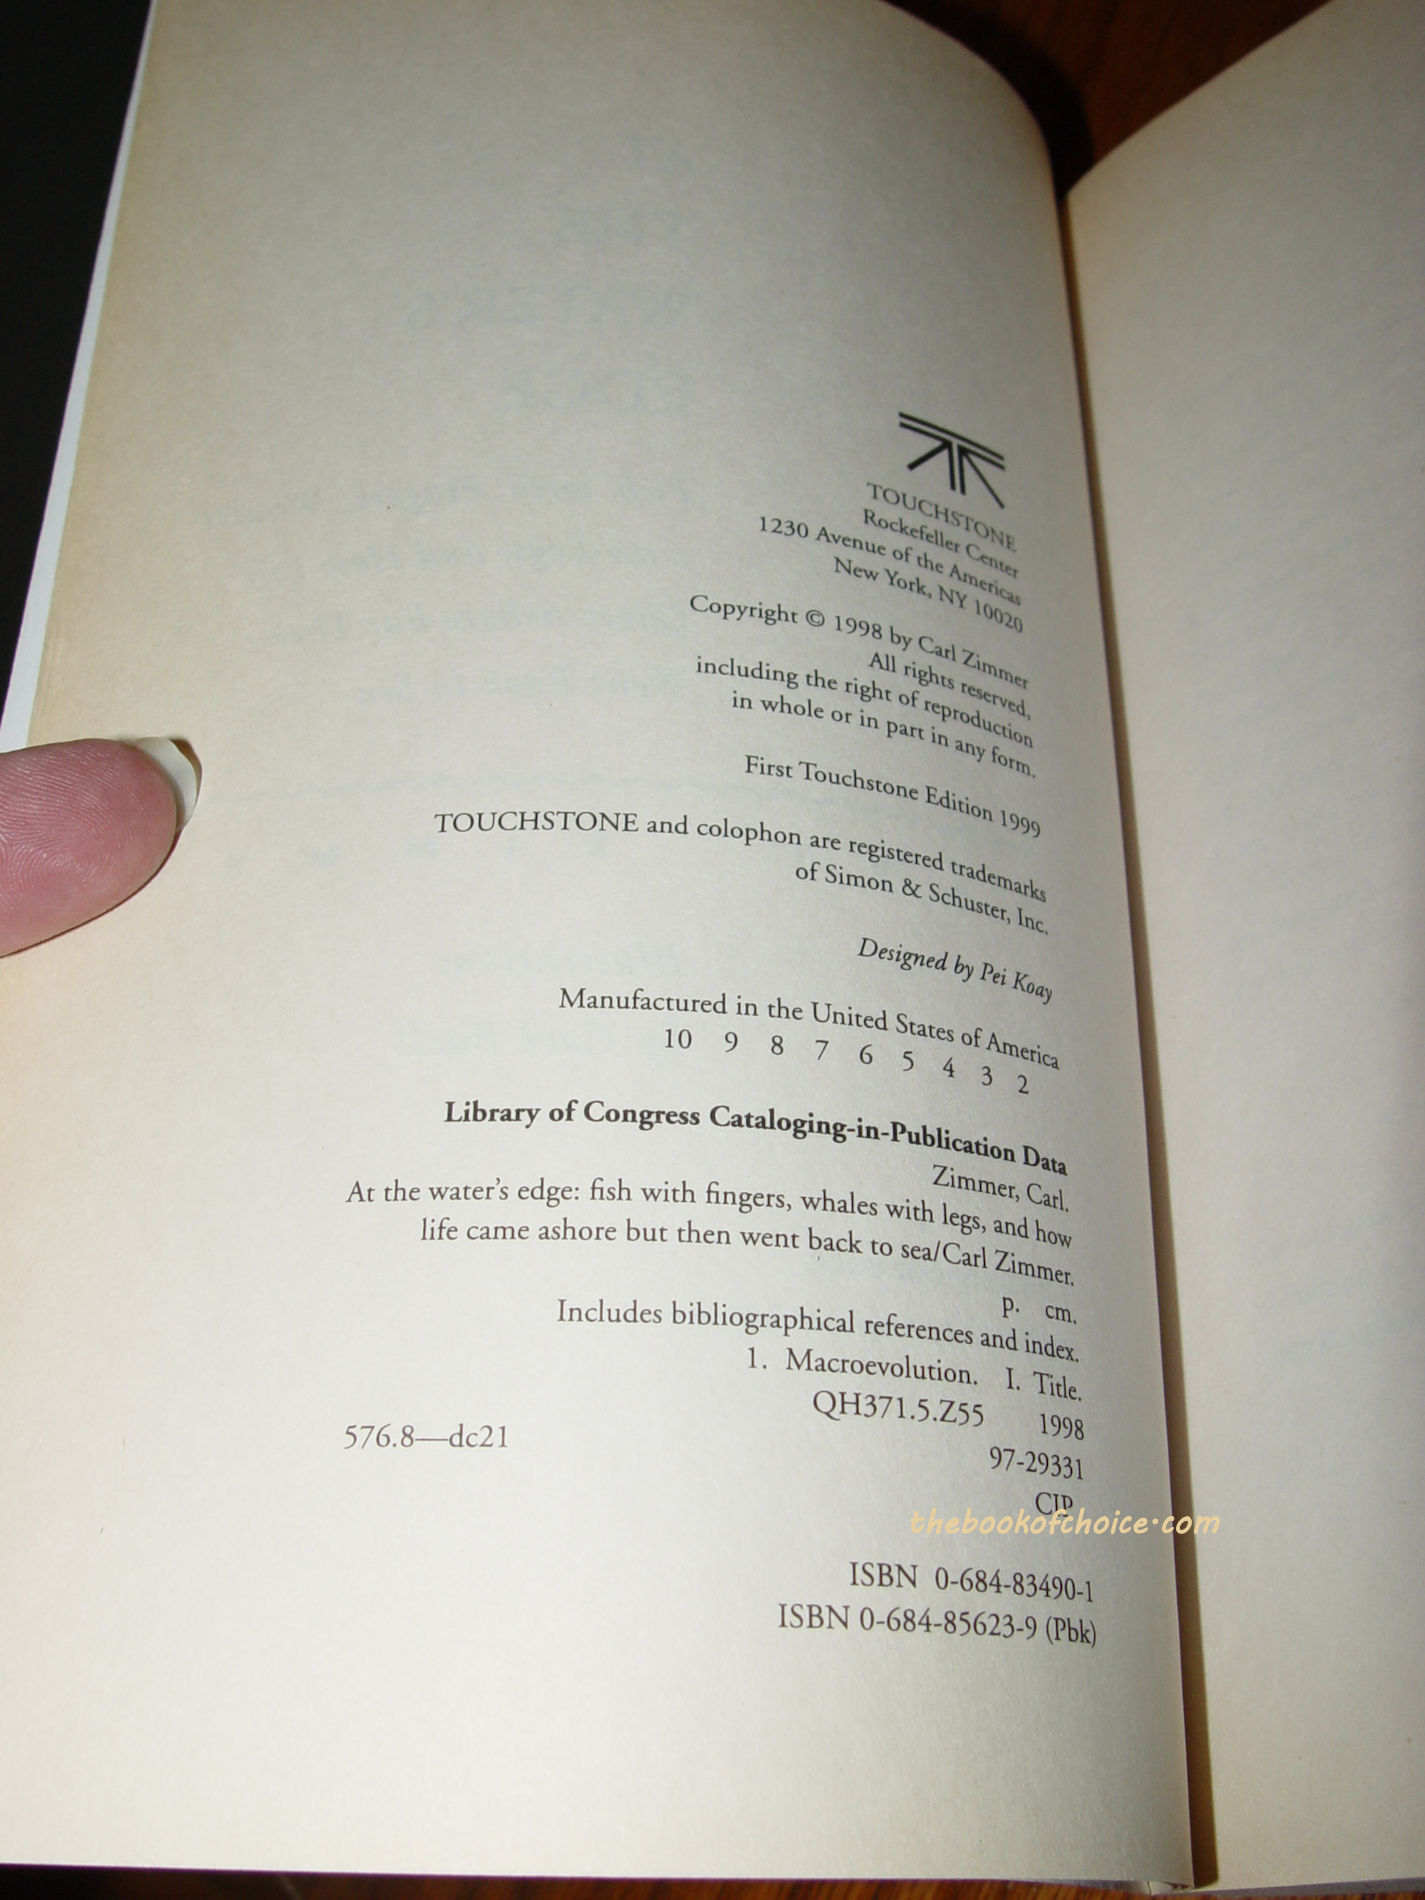 TOUCHSTONE
Rockefeller Center
1230 Avenue of the Americas
New York, NY 10020
Copyright © 1998 by Carl Zimmer
All rights reserved,
including the right of reproduction
in whole or in part in any form.
First Touchstone Edition 1999
TOUCHSTONE and colophon are registered trademarks
of Simon & Schuster, Inc.
Designed by Pei Koay
Manufactured in the United States of America
10 9 8 7 6 5 4 3 2
Library of Congress Cataloging-in-Publication Data
Zimmer, Carl.
At the water's edge: fish with fingers, whales with legs, and how
life came ashore but then went back to sea/Carl Zimmer.
p. cm.
Includes bibliographical references and index.
1. Macroevolution. I. Title.
QH371.5.Z55 1998
576.8—dc21 97-29331
CIP
thebookofchoice.com
ISBN 0-684-83490-1
ISBN 0-684-85623-9 (Pbk)